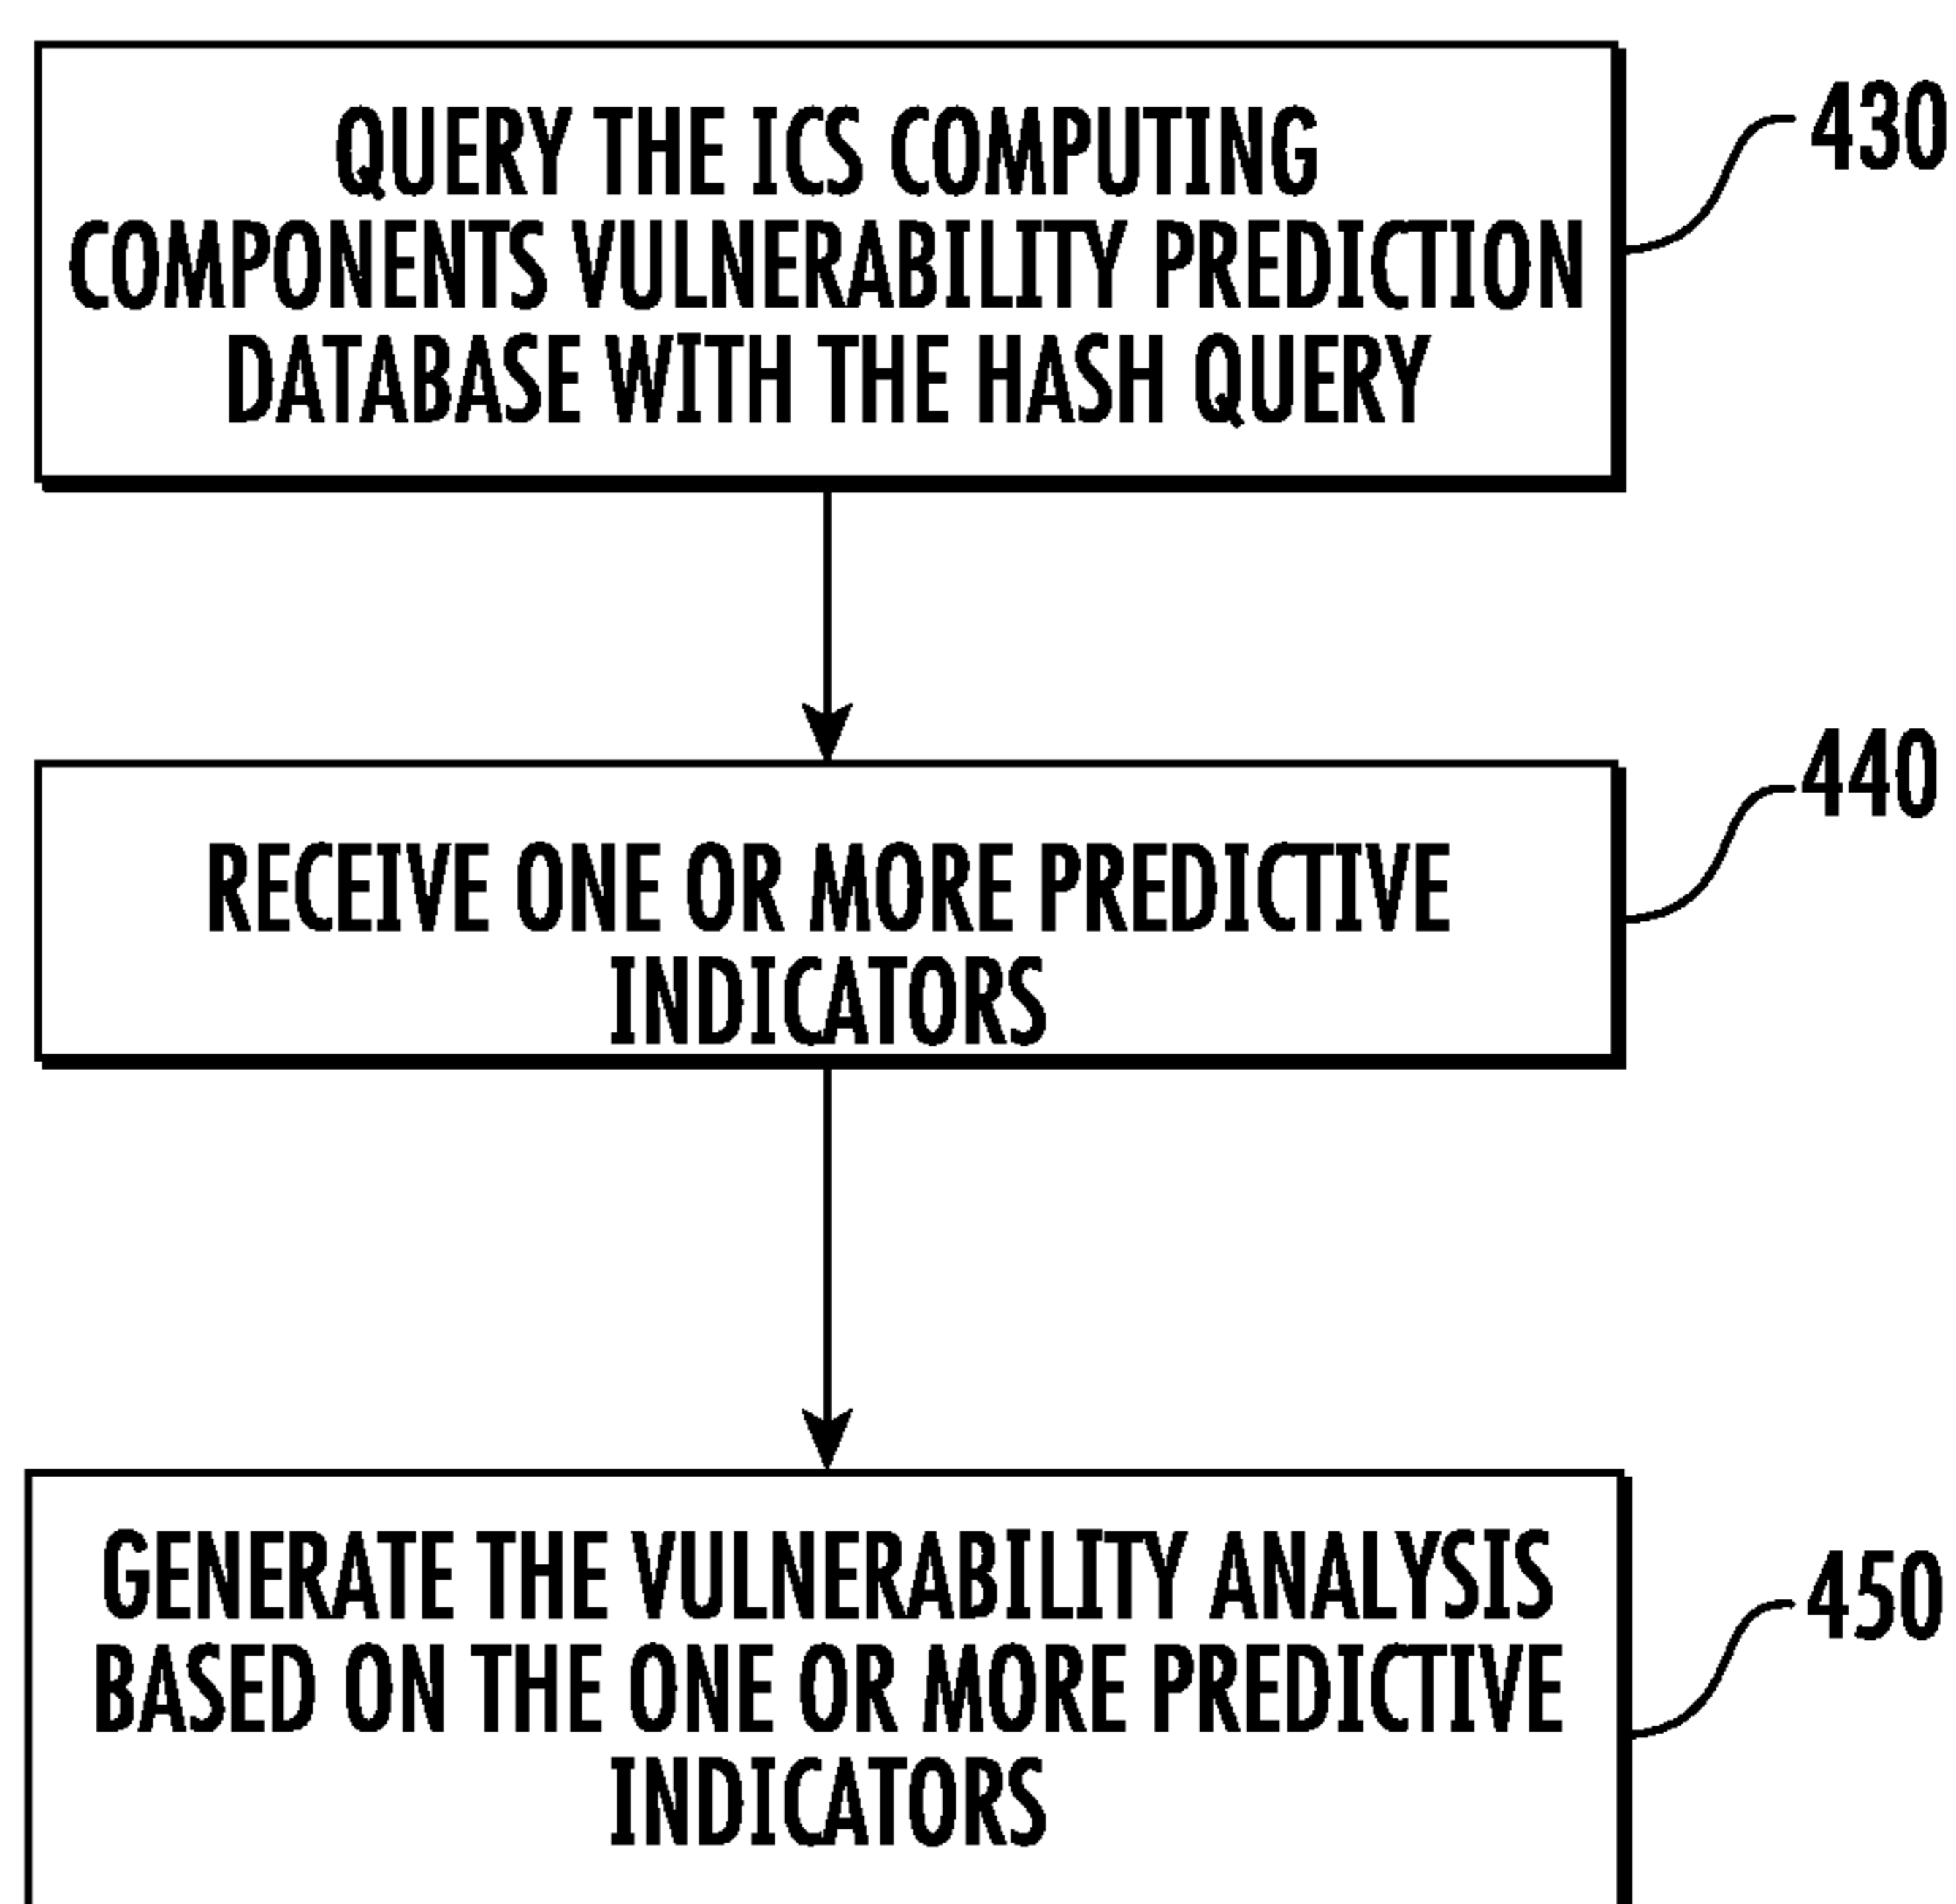 QUERY THE ICS COMPUTING
COMPONENTS VULNERABILITY PREDICTION
DATABASE WITH THE HASH QUERY
430
RECEIVE ONE OR MORE PREDICTIVE
INDICATORS
440
GENERATE THE VULNERABILITY ANALYSIS
BASED ON THE ONE OR MORE PREDICTIVE
INDICATORS
450